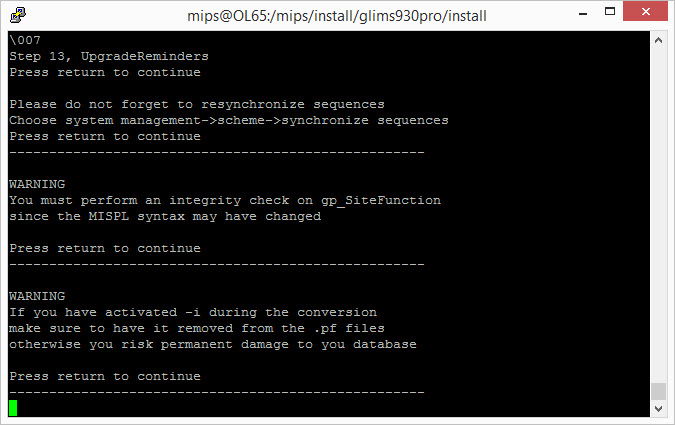 mips@OL65:/mips/install/glims930pro/install
\007
Step 13, UpgradeReminders
Press return to continue
Please do not forget to resynchronize sequences
Choose system management->scheme->synchronize sequences
Press return to continue
----------------------------------------------------
WARNING
You must perform an integrity check on gp_SiteFunction
since the MISPL syntax may have changed
Press return to continue
----------------------------------------------------
WARNING
If you have activated -i during the conversion
make sure to have it removed from the .pf files
otherwise you risk permanent damage to you database
Press return to continue
----------------------------------------------------